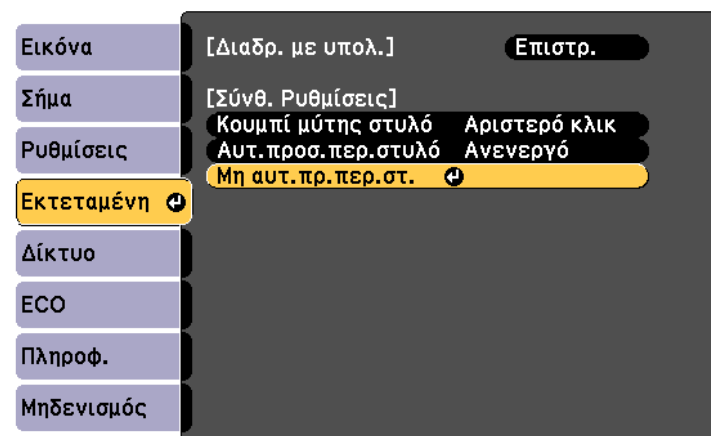 Εικόνα
Σήμα
Ρυθμίσεις
Εκτεταμένη
Δίκτυο
ECO
Πληροφ.
Μηδενισμός
[Διαδρ. με υπολ.] Επιστρ.
[Σύνθ. Ρυθμίσεις]
Κουμπί μύτης στυλό Αριστερό κλικ
Αυτ.προσ.περ.στυλό Ανενεργό
Μη αυτ.πρ.περ.στ.